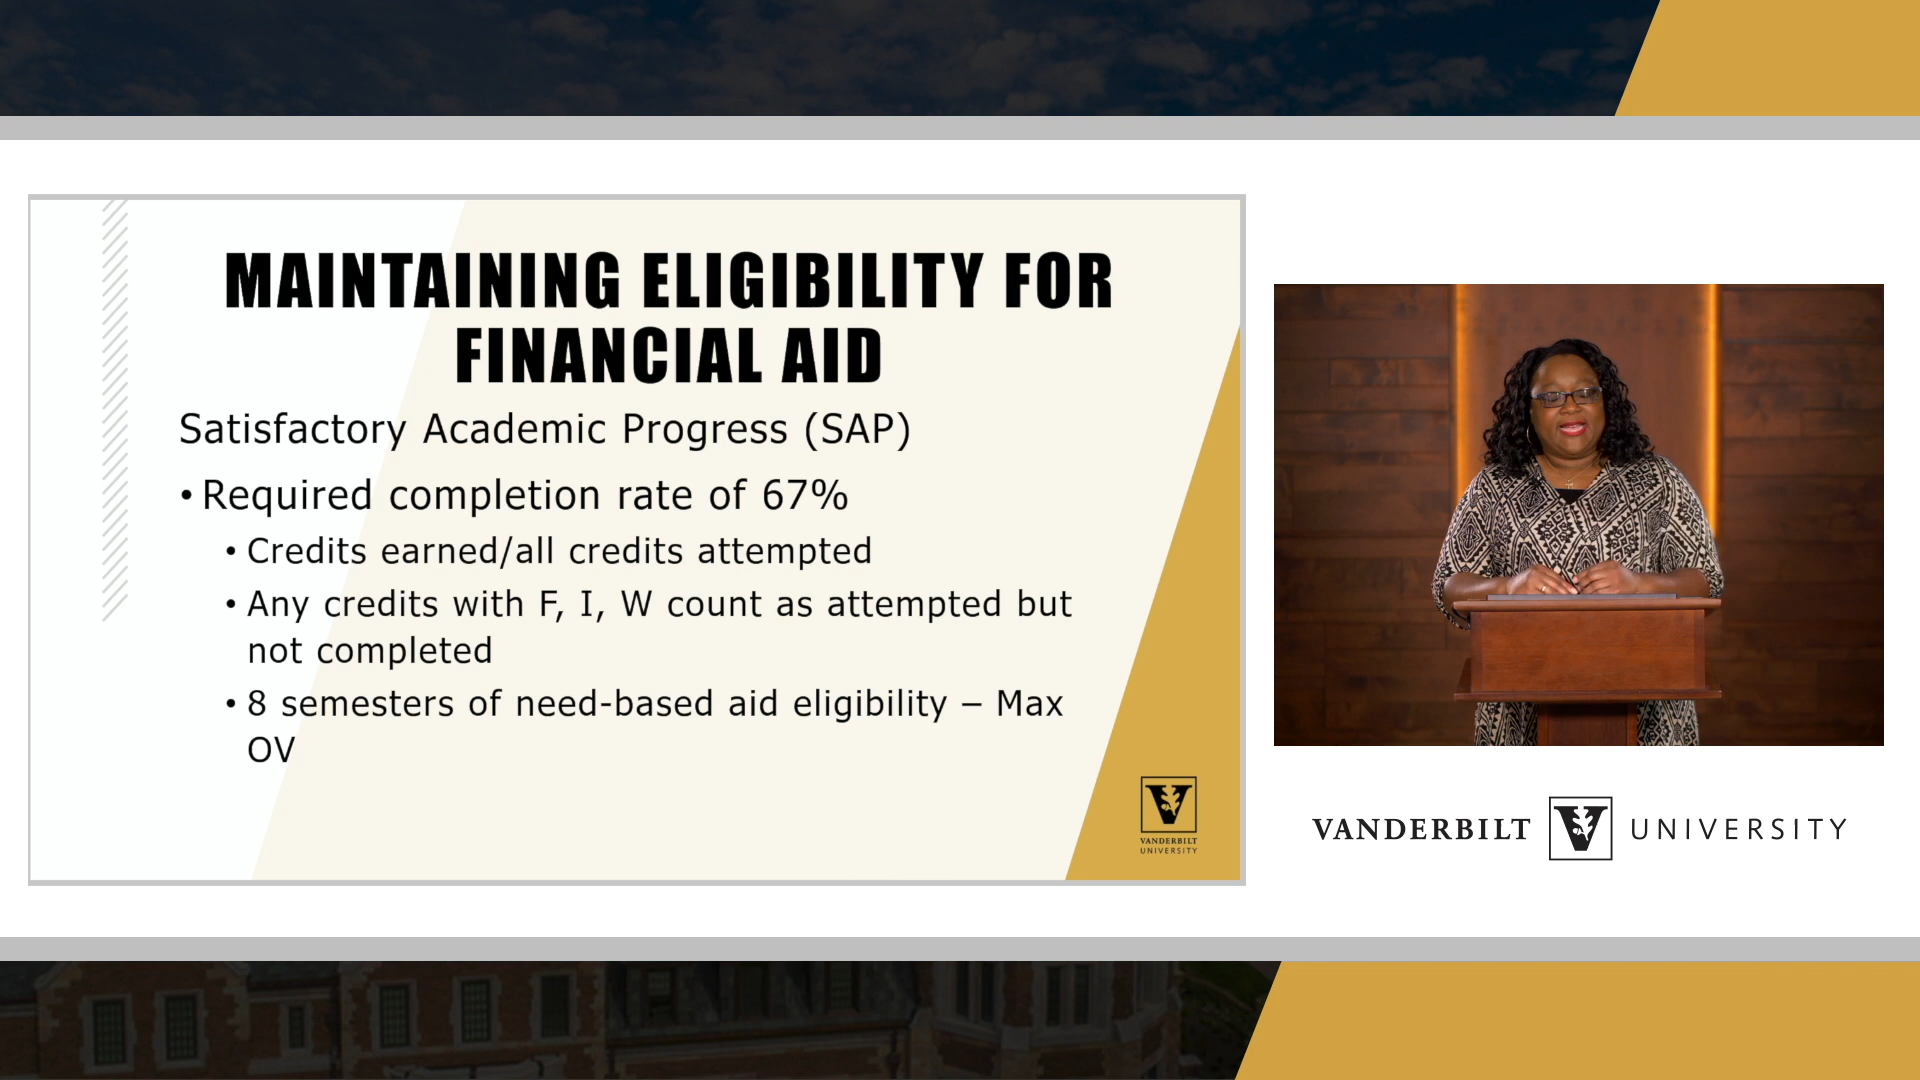 MAINTAINING ELIGIBILITY FOR
FINANCIAL AID
Satisfactory Academic Progress (SAP)
• Required completion rate of 67%
• Credits earned/all credits attempted
• Any credits with F, I, W count as attempted but
not completed
• 8 semesters of need-based aid eligibility – Max
OV
VANDERBILT
UNIVERSITY
VANDERBILT V UNIVERSITY